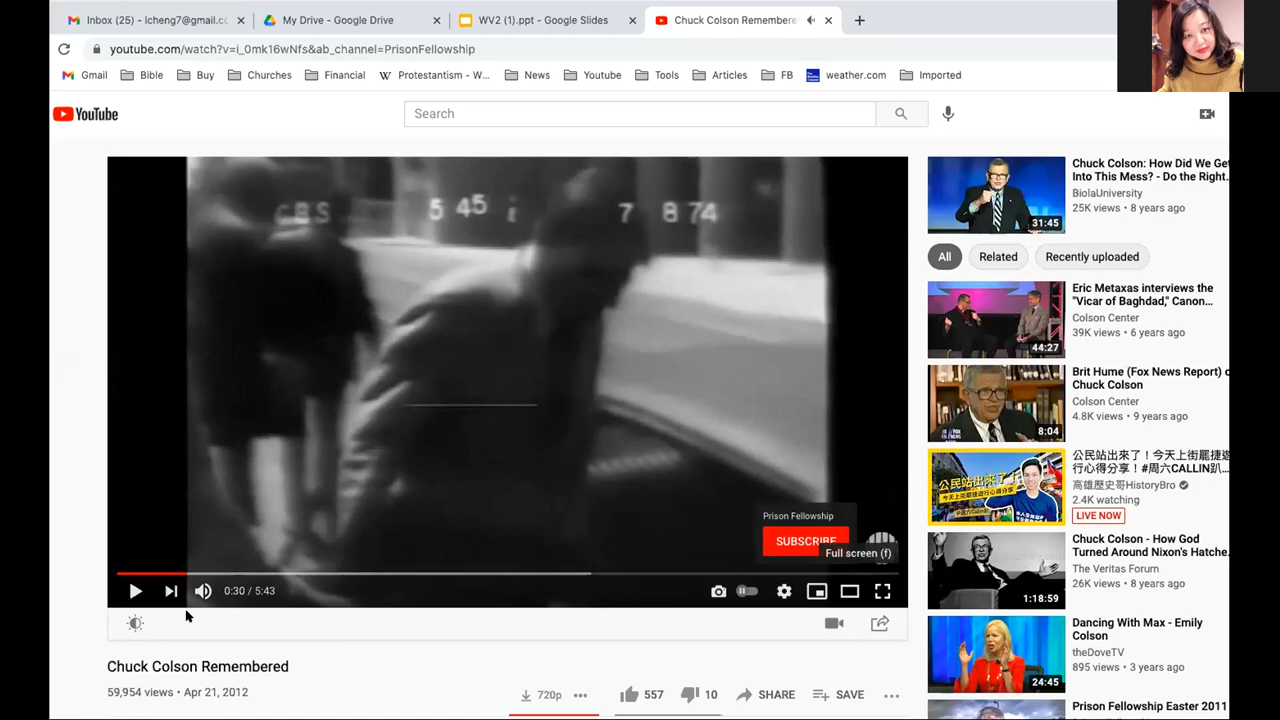 Inbox (25) - lcheng7@gmail.co
My Drive - Google Drive
WV2 (1).ppt - Google Slides
Chuck Colson Remembere
youtube.com/watch?v=i_0mk16wNfs&ab_channel=PrisonFellowship
Gmail
Bible
Buy
Churches
Financial
Protestantism - W...
News
Youtube
Tools
Articles
FB
weather.com
Imported
YouTube
Search
CBS
5 45
7 874
Prison Fellowship
SUBSCRIBE
Full screen (f)
0:30 / 5:43
Chuck Colson Remembered
59,954 views • Apr 21, 2012
720p
557
10
SHARE
SAVE
Chuck Colson: How Did We Get
Into This Mess? - Do the Right...
BiolaUniversity
25K views • 8 years ago
31:45
All
Related
Recently uploaded
Eric Metaxas interviews the
"Vicar of Baghdad," Canon...
Colson Center
39K views • 6 years ago
44:27
Brit Hume (Fox News Report) o
Chuck Colson
Colson Center
4.8K views • 9 years ago
8:04
公民站出來了！今天上街罷捷遊
行心得分享！#周六CALLIN趴...
高雄歷史哥HistoryBro
2.4K watching
LIVE NOW
公民站出來了!
Chuck Colson - How God
Turned Around Nixon's Hatche...
The Veritas Forum
26K views • 8 years ago
1:18:59
Dancing With Max - Emily
Colson
theDoveTV
895 views • 3 years ago
24:45
Prison Fellowship Easter 2011